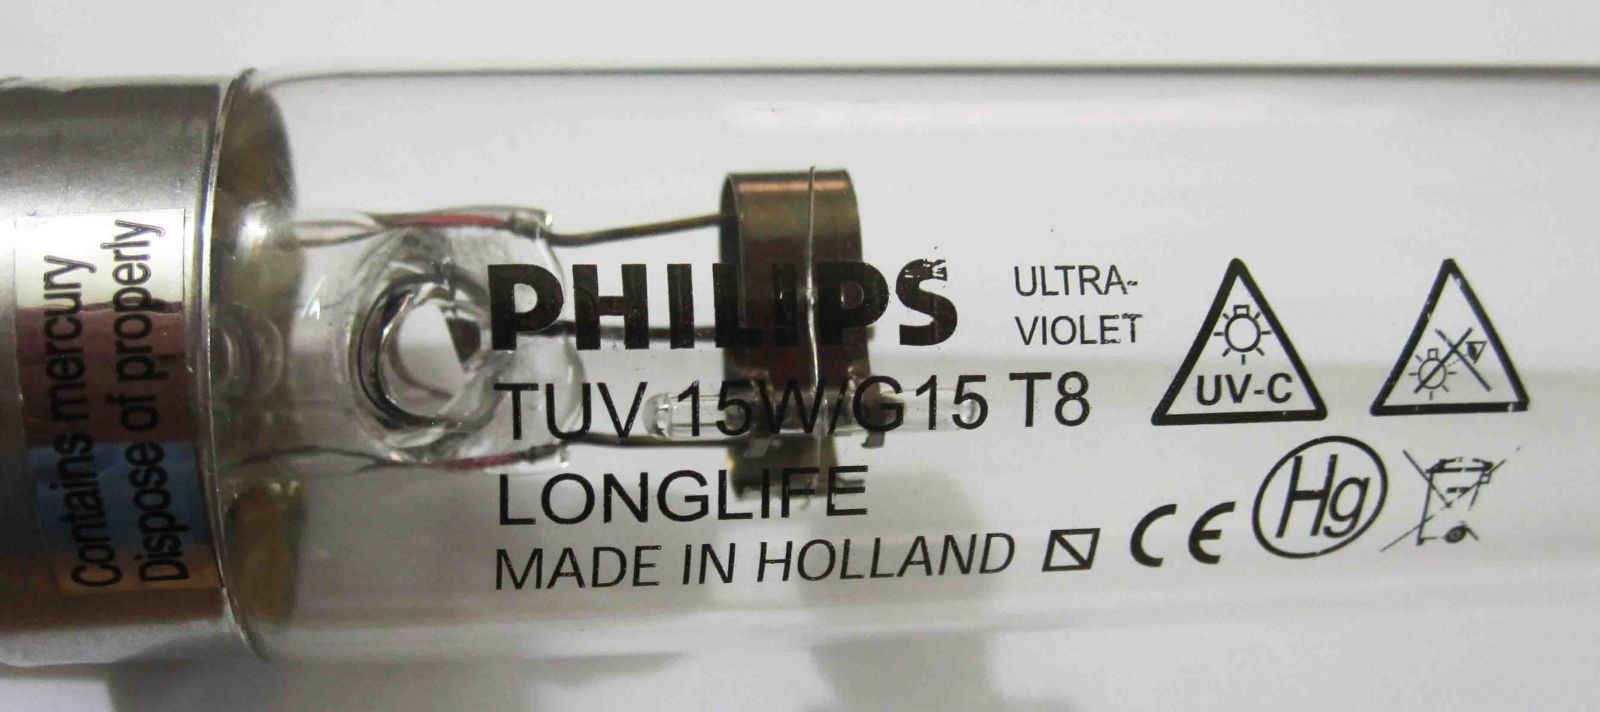 Contains mercury
Dispose of properly
PHILIPS
ULTRA-
VIOLET
TUV 15W/G15 T8
LONGLIFE
MADE IN HOLLAND
UV-C
CE
Hg